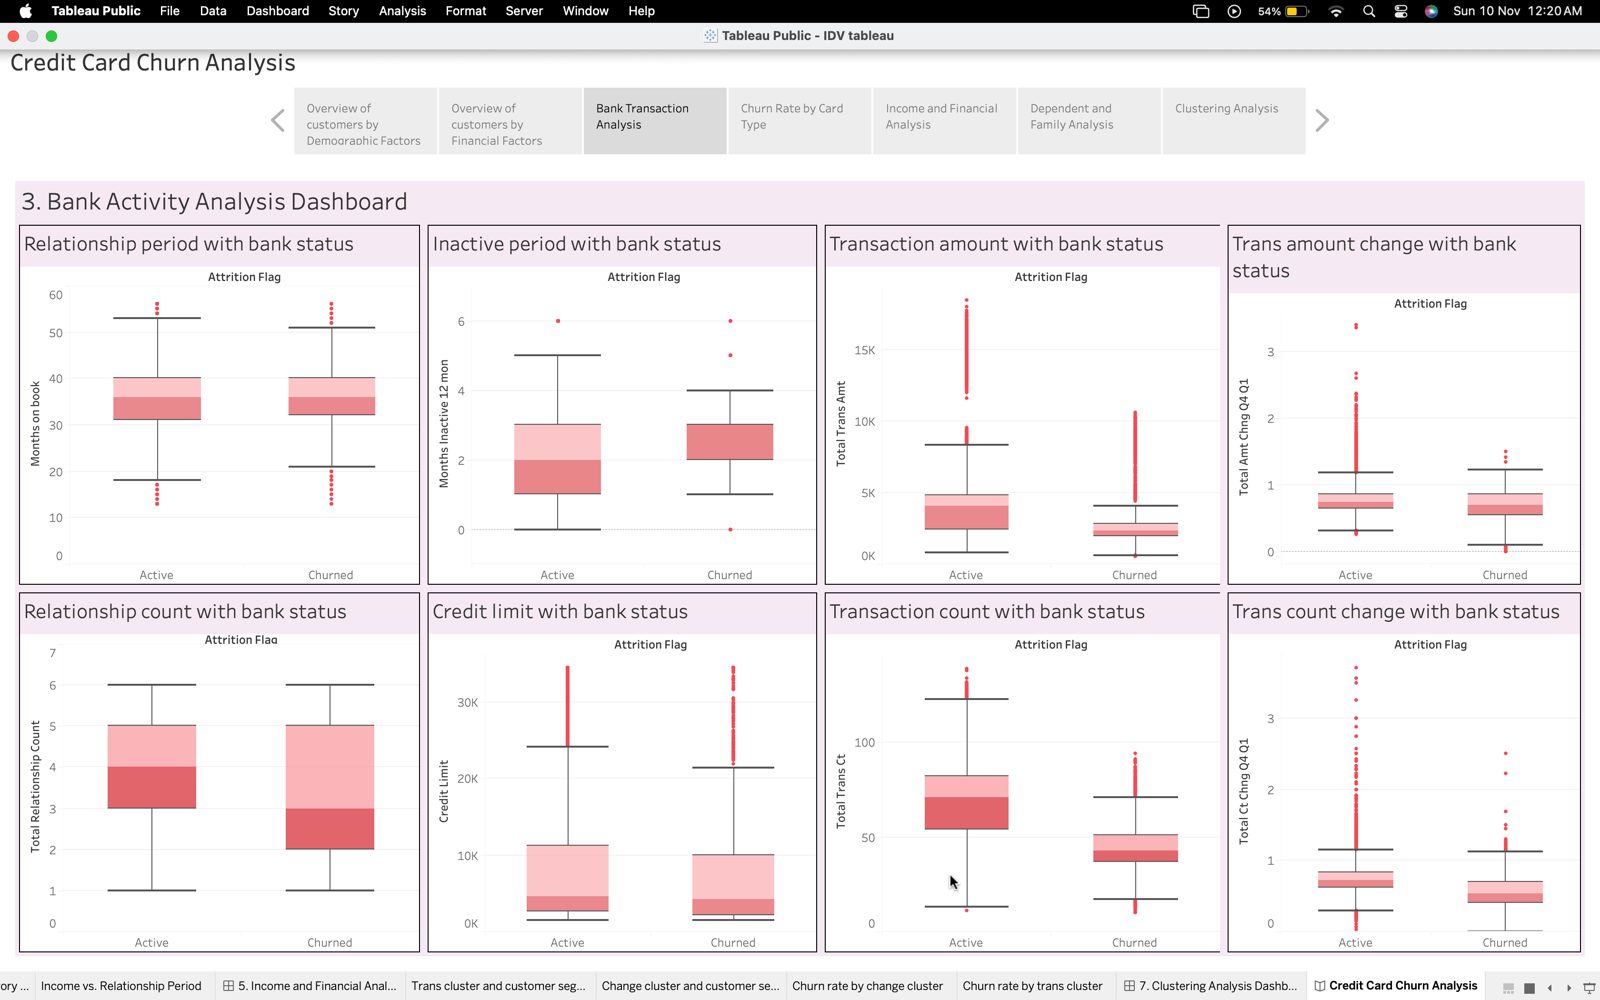 Tableau Public File Data Dashboard Story Analysis Format Server Window Help 54% Sun 10 Nov 12:20 AM
Tableau Public - IDV tableau
Credit Card Churn Analysis
Overview of
customers by
Demographic Factors
Overview of
customers by
Financial Factors
Bank Transaction
Analysis
Churn Rate by Card
Type
Income and Financial
Analysis
Dependent and
Family Analysis
Clustering Analysis
3. Bank Activity Analysis Dashboard
Relationship period with bank status
Attrition Flag
Months on book
60
50
40
30
20
10
0
Active Churned
Inactive period with bank status
Attrition Flag
Months Inactive 12 mon
6
4
2
0
Active Churned
Transaction amount with bank status
Attrition Flag
Total Trans Amt
15K
10K
5K
0K
Active Churned
Trans amount change with bank
status
Attrition Flag
Total Amt Chng Q4 Q1
3
2
1
0
Active Churned
Relationship count with bank status
Attrition Flag
Total Relationship Count
7
6
5
4
3
2
1
0
Active Churned
Credit limit with bank status
Attrition Flag
Credit Limit
30K
20K
10K
0K
Active Churned
Transaction count with bank status
Attrition Flag
Total Trans Ct
100
50
0
Active Churned
Trans count change with bank status
Attrition Flag
Total Ct Chng Q4 Q1
3
2
1
0
Active Churned
ory ... Income vs. Relationship Period 5. Income and Financial Anal... Trans cluster and customer seg... Change cluster and customer se... Churn rate by change cluster Churn rate by trans cluster 7. Clustering Analysis Dashb... Credit Card Churn Analysis